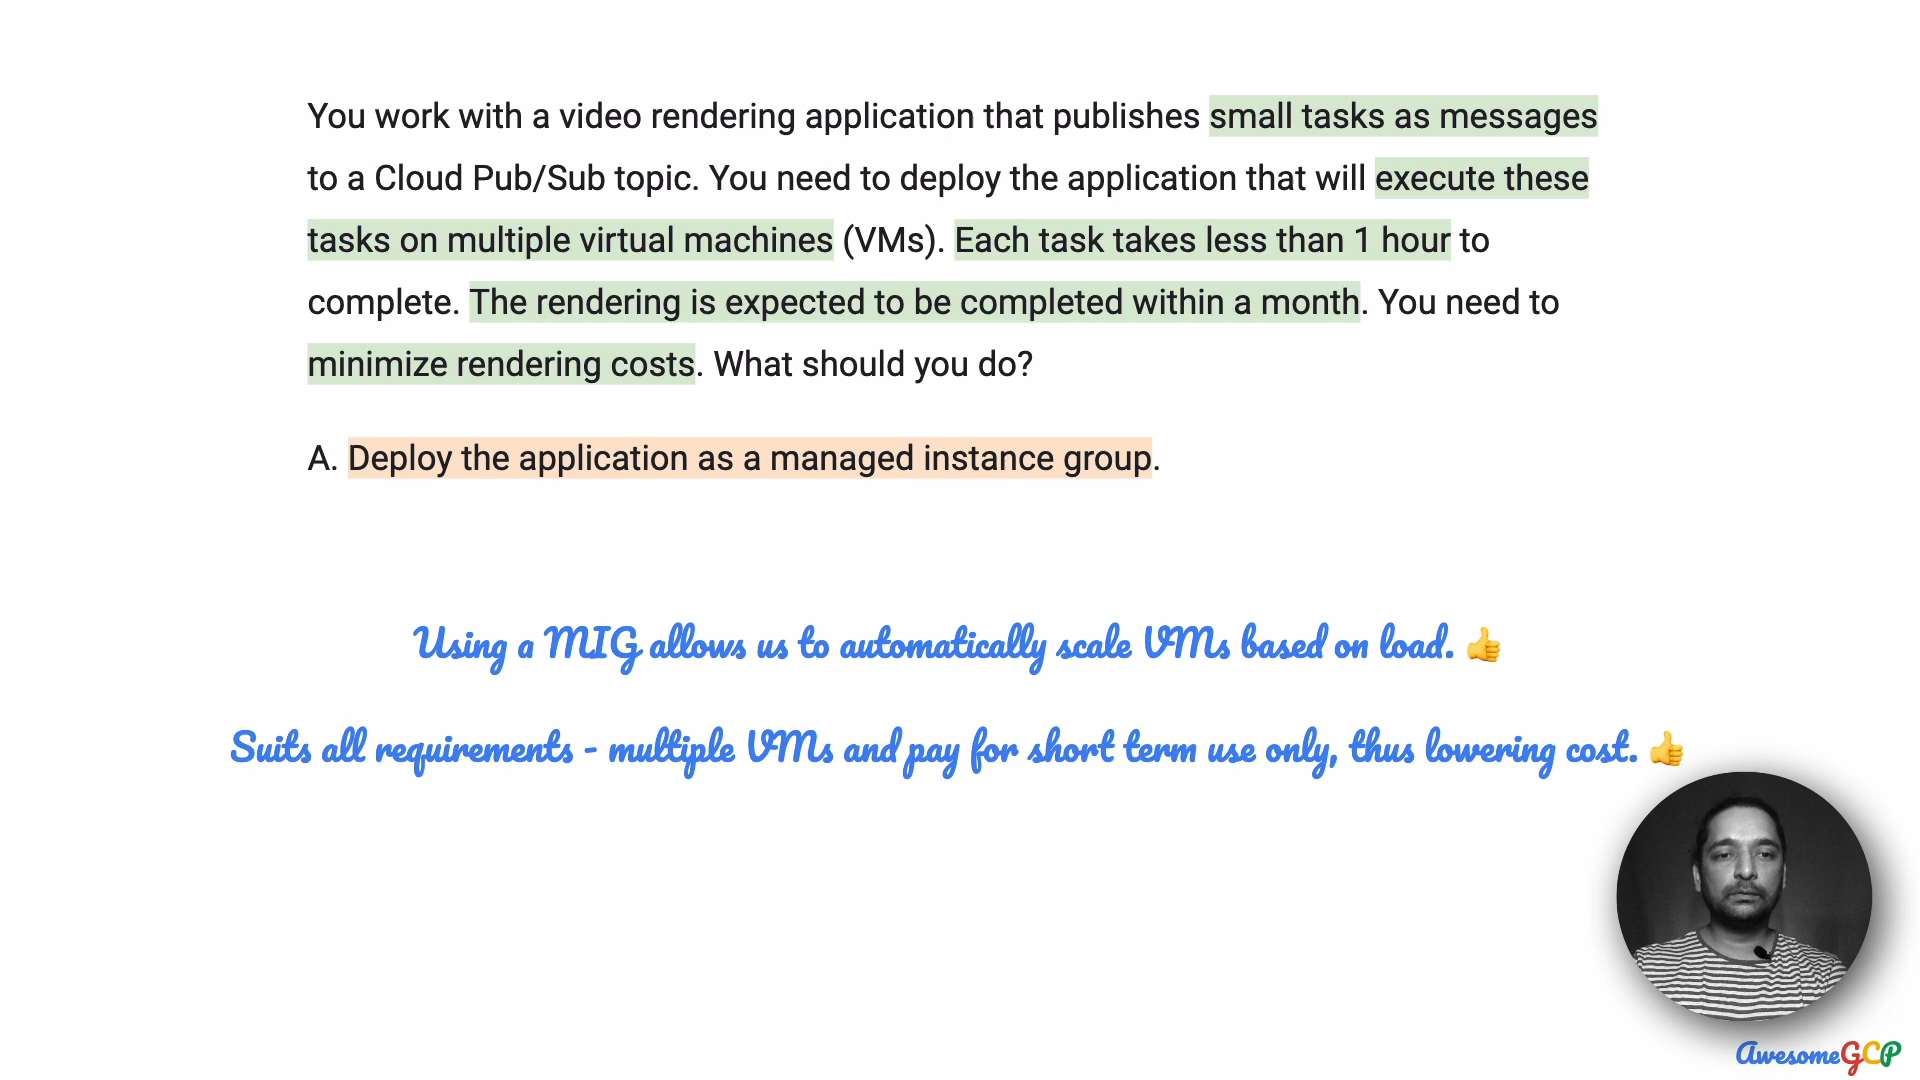 You work with a video rendering application that publishes small tasks as messages
to a Cloud Pub/Sub topic. You need to deploy the application that will execute these
tasks on multiple virtual machines (VMs). Each task takes less than 1 hour to
complete. The rendering is expected to be completed within a month. You need to
minimize rendering costs. What should you do?
A. Deploy the application as a managed instance group.
Using a MIG allows us to automatically scale VMs based on load. 👍
Suits all requirements - multiple VMs and pay for short term use only, thus lowering cost. 👍
AwesomeGCP